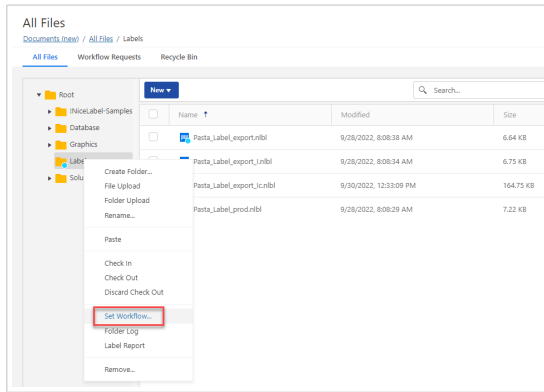 All Files
Documents (new) / All Files / Labels
All Files Workflow Requests Recycle Bin
Root
INiceLabel-Samples
Database
Graphics
Label
Solu
New
Search...
Name Modified Size
Pasta_Label_export.nlbl 9/28/2022, 8:08:38 AM 6.64 KB
Pasta_Label_export_l.nlbl 9/28/2022, 8:08:34 AM 6.75 KB
Pasta_Label_export_lc.nlbl 9/30/2022, 12:33:09 PM 164.75 KB
Pasta_Label_prod.nlbl 9/28/2022, 8:08:29 AM 7.22 KB
Create Folder...
File Upload
Folder Upload
Rename...
Paste
Check In
Check Out
Discard Check Out
Set Workflow...
Folder Log
Label Report
Remove...